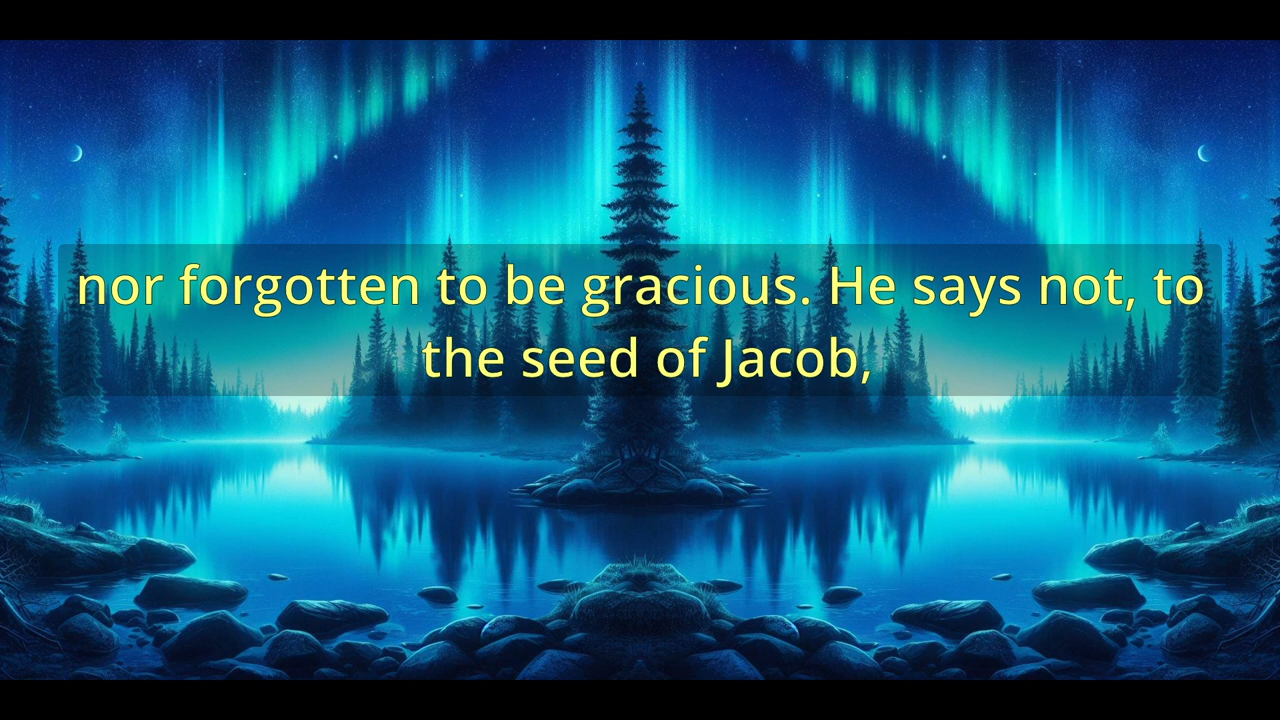 nor forgotten to be gracious. He says not, to
the seed of Jacob,